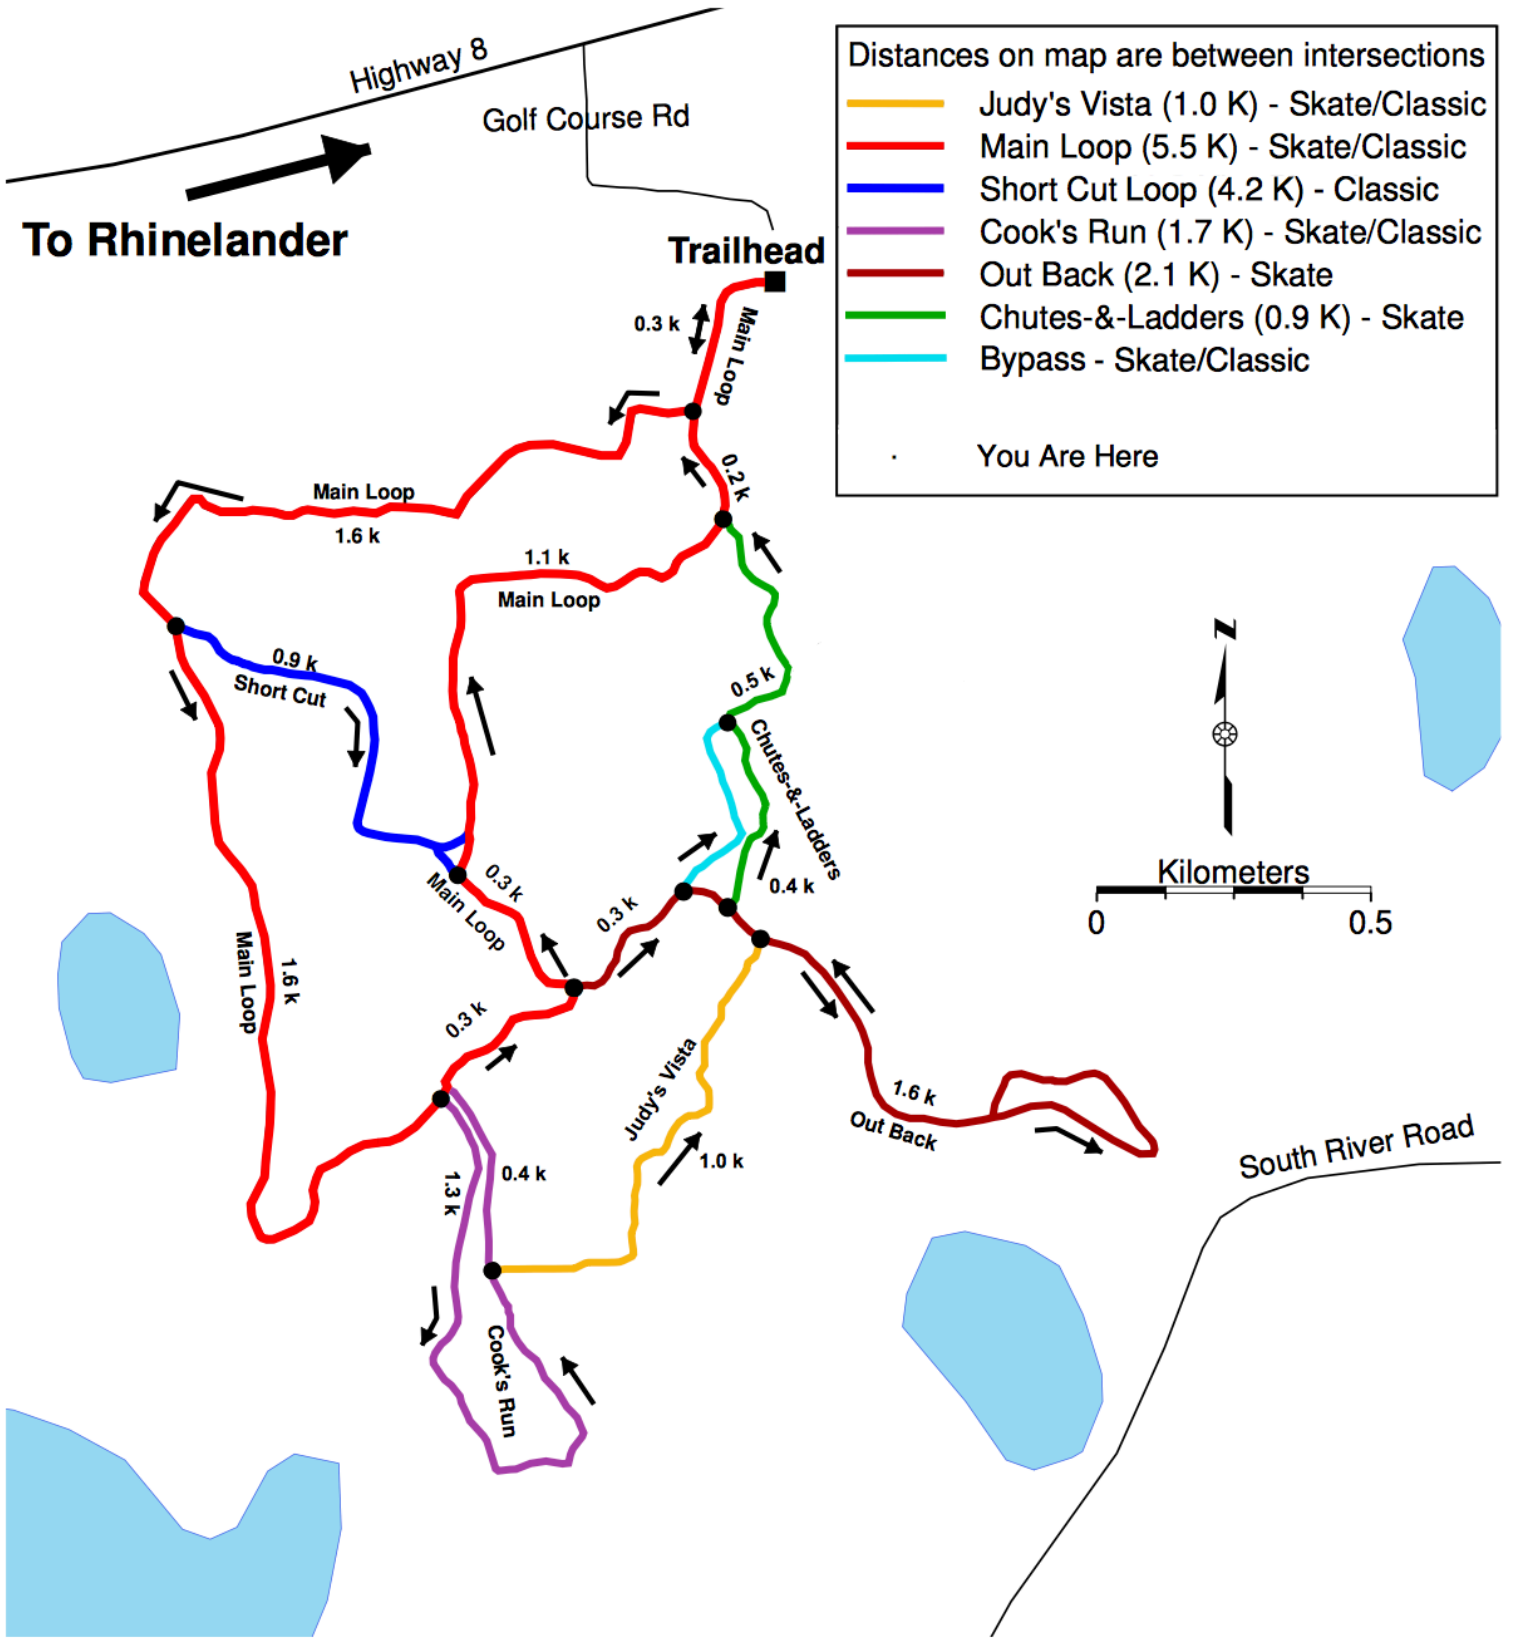 Highway 8
Golf Course Rd
To Rhinelander
Trailhead
Distances on map are between intersections
Judy's Vista (1.0 K) - Skate/Classic
Main Loop (5.5 K) - Skate/Classic
Short Cut Loop (4.2 K) - Classic
Cook's Run (1.7 K) - Skate/Classic
Out Back (2.1 K) - Skate
Chutes-&-Ladders (0.9 K) - Skate
Bypass - Skate/Classic
You Are Here
0.3 k
Main Loop
0.2 k
Main Loop
1.6 k
1.1 k
Main Loop
0.9 k
Short Cut
0.5 k
Chutes-&-Ladders
0.4 k
N
Kilometers
0
0.5
0.3 k
Main Loop
0.3 k
Main Loop
1.6 k
0.3 k
Judy's Vista
1.0 k
1.6 k
Out Back
South River Road
1.3 k
0.4 k
Cook's Run